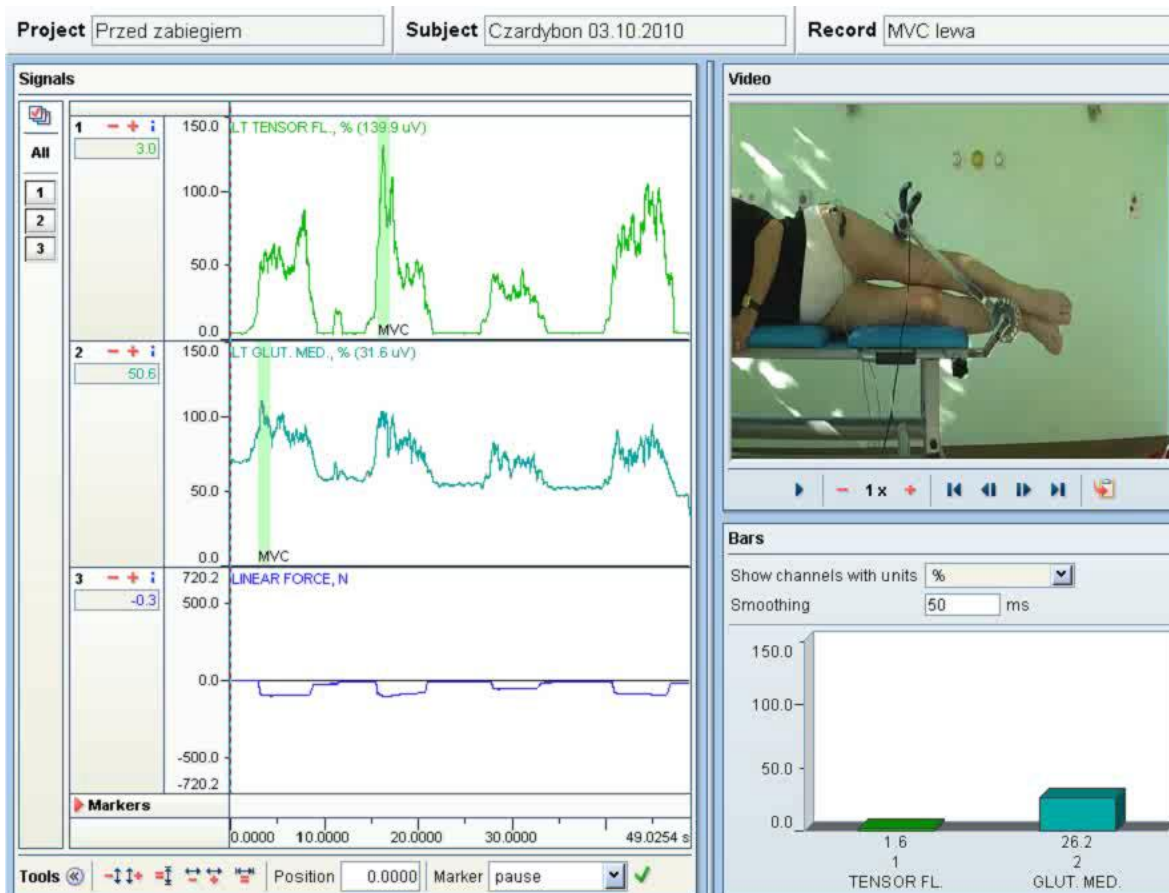 Project Przed zabiegiem Subject Czardybon 03.10.2010 Record MVC lewa
Signals
All
1
2
3
1 - + i
3.0
150.0
100.0
50.0
0.0
LT TENSOR FL., % (139.9 uV)
MVC
2 - + i
50.6
150.0
100.0
50.0
0.0
LT GLUT. MED., % (31.6 uV)
MVC
3 - + i
-0.3
720.2
500.0
0.0
-500.0
-720.2
LINEAR FORCE, N
Markers
0.0000 10.0000 20.0000 30.0000 49.0254 s
Tools Position 0.0000 Marker pause
Video
- 1 x +
Bars
Show channels with units %
Smoothing 50 ms
150.0
100.0
50.0
0.0
1.6 26.2
1 2
TENSOR FL. GLUT. MED.